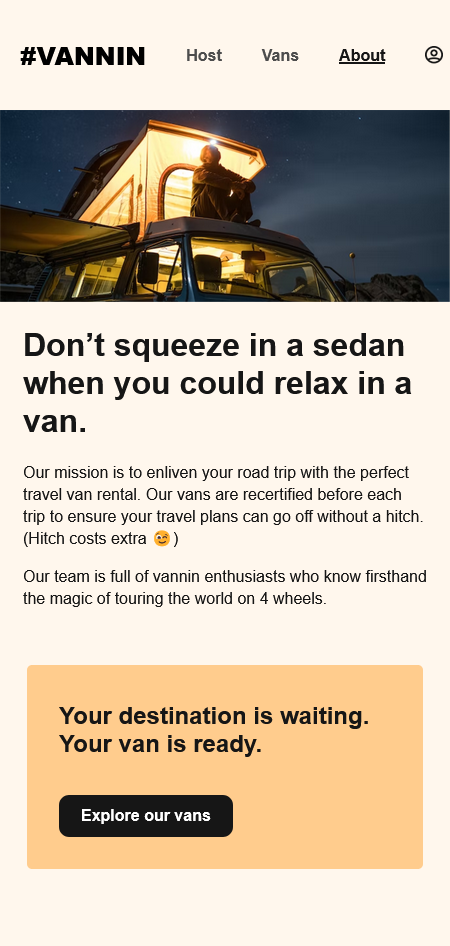 #VANNIN
Host
Vans
About
Don’t squeeze in a sedan
when you could relax in a
van.
Our mission is to enliven your road trip with the perfect
travel van rental. Our vans are recertified before each
trip to ensure your travel plans can go off without a hitch.
(Hitch costs extra 😉)
Our team is full of vannin enthusiasts who know firsthand
the magic of touring the world on 4 wheels.
Your destination is waiting.
Your van is ready.
Explore our vans